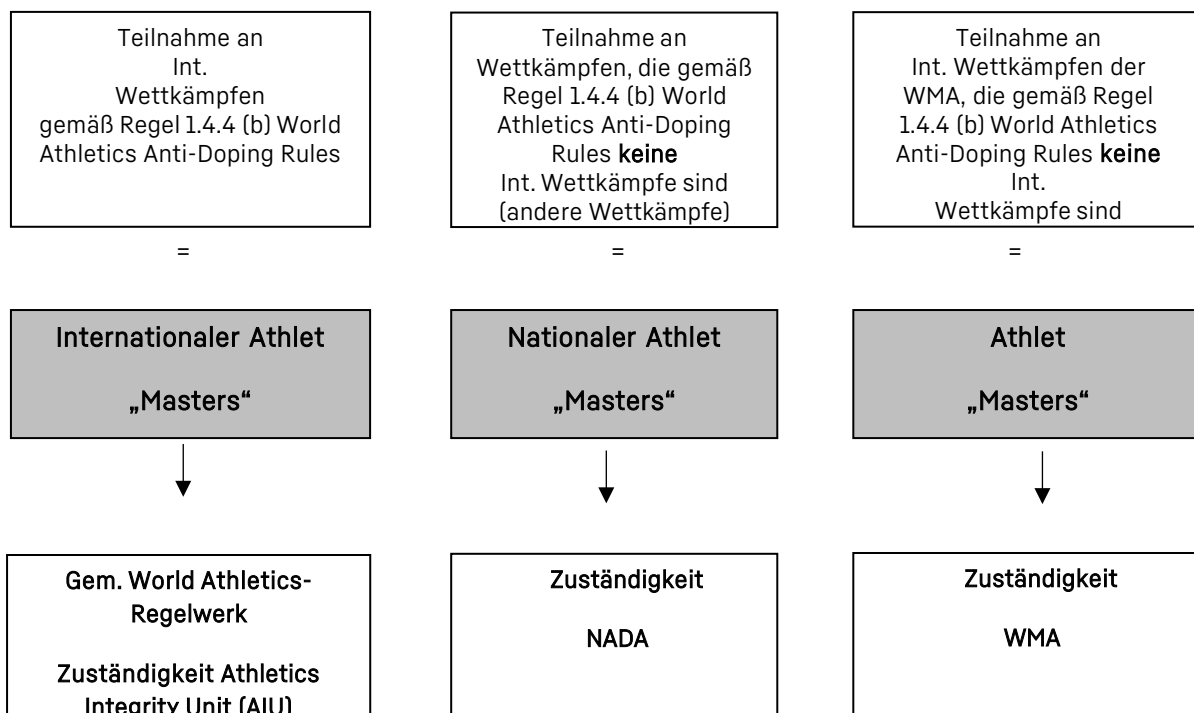 Teilnahme an
Int.
Wettkämpfen
gemäß Regel 1.4.4 (b) World
Athletics Anti-Doping Rules
=
Internationaler Athlet
„Masters“
Gem. World Athletics-
Regelwerk
Zuständigkeit Athletics
Integrity Unit (AIU)
Teilnahme an
Wettkämpfen, die gemäß
Regel 1.4.4 (b) World
Athletics Anti-Doping
Rules keine
Int. Wettkämpfe sind
(andere Wettkämpfe)
=
Nationaler Athlet
„Masters“
Zuständigkeit
NADA
Teilnahme an
Int. Wettkämpfen der
WMA, die gemäß Regel
1.4.4 (b) World Athletics
Anti-Doping Rules keine
Int.
Wettkämpfe sind
=
Athlet
„Masters“
Zuständigkeit
WMA